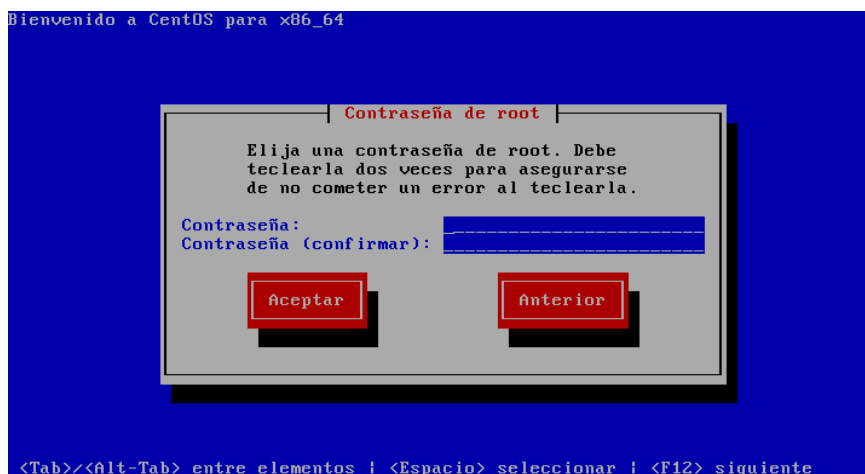 Bienvenido a CentOS para x86_64
Contraseña de root
Elija una contraseña de root. Debe
teclearla dos veces para asegurarse
de no cometer un error al teclearla.
Contraseña:
Contraseña (confirmar):
Aceptar Anterior
<Tab>/<Alt-Tab> entre elementos | <Espacio> seleccionar | <F12> siguiente